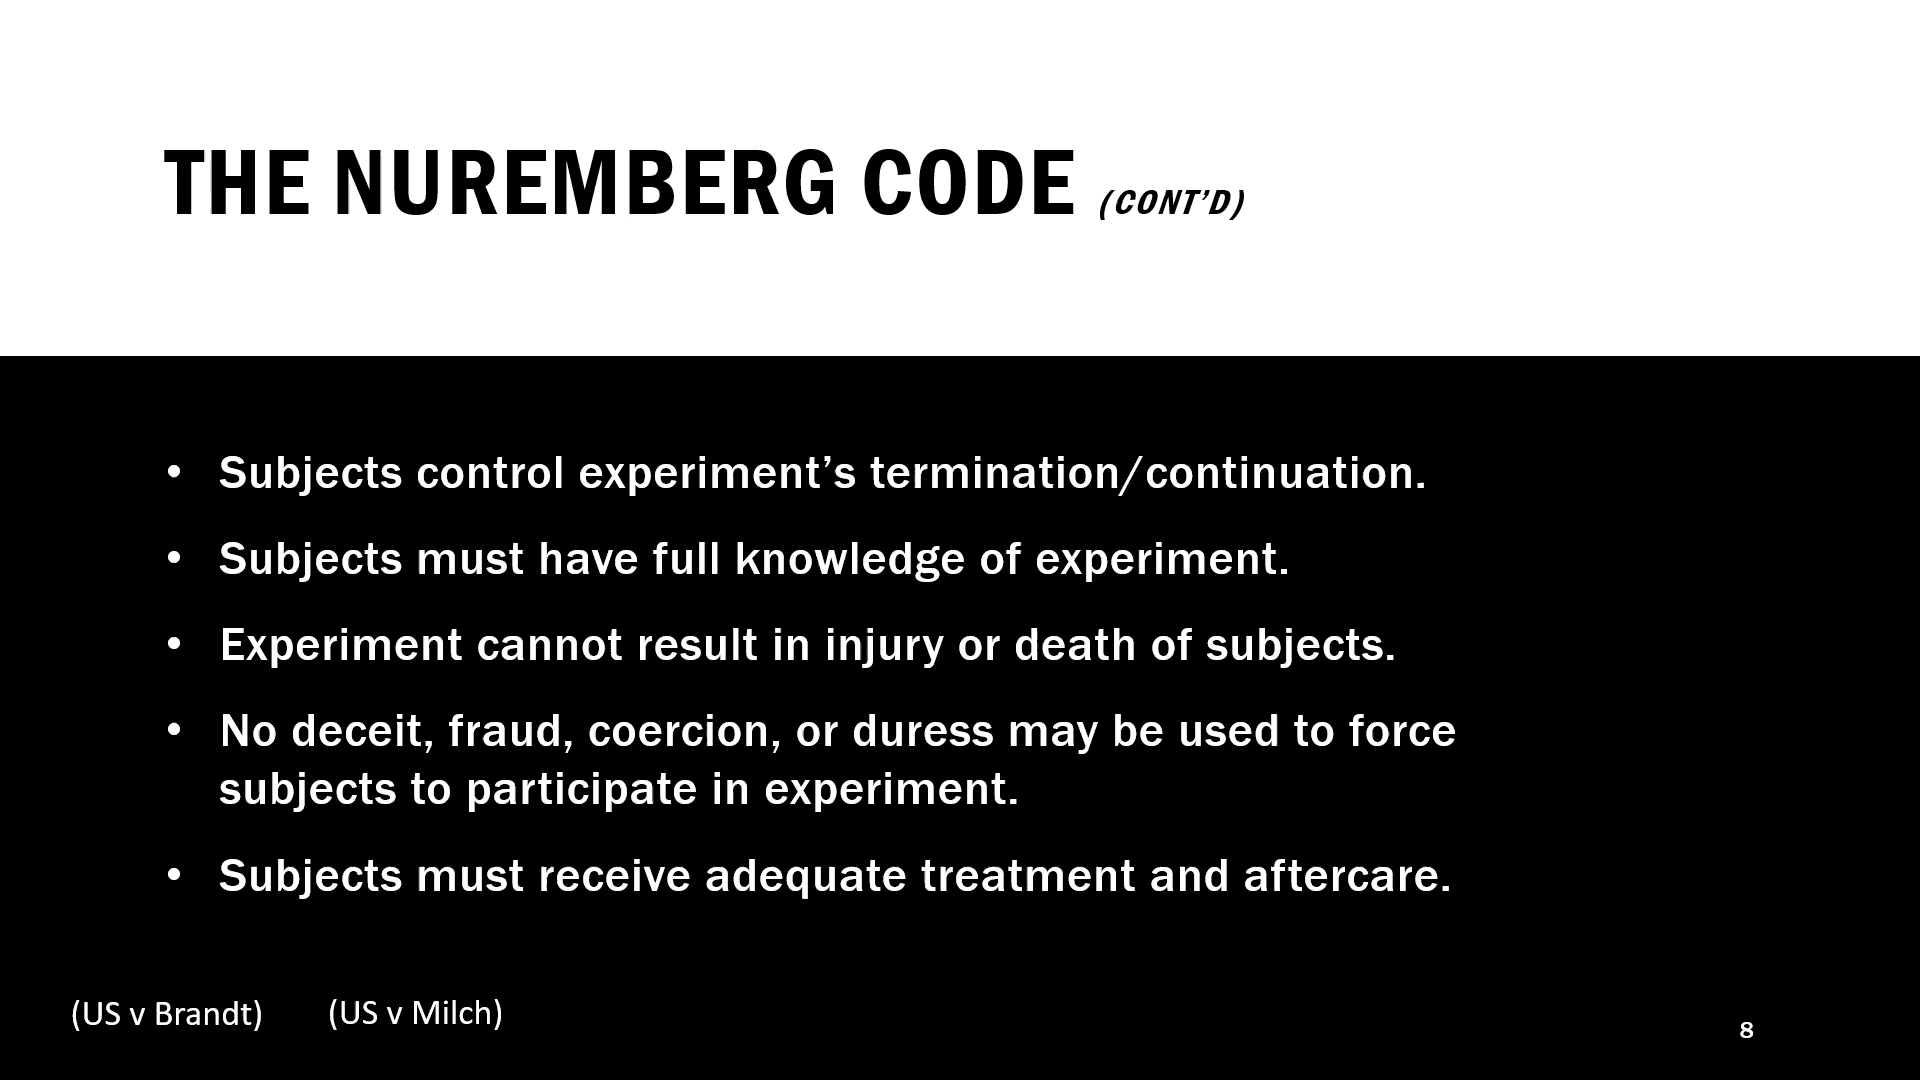 THE NUREMBERG CODE (CONT’D)
• Subjects control experiment’s termination/continuation.
• Subjects must have full knowledge of experiment.
• Experiment cannot result in injury or death of subjects.
• No deceit, fraud, coercion, or duress may be used to force
subjects to participate in experiment.
• Subjects must receive adequate treatment and aftercare.
(US v Brandt) (US v Milch)
8